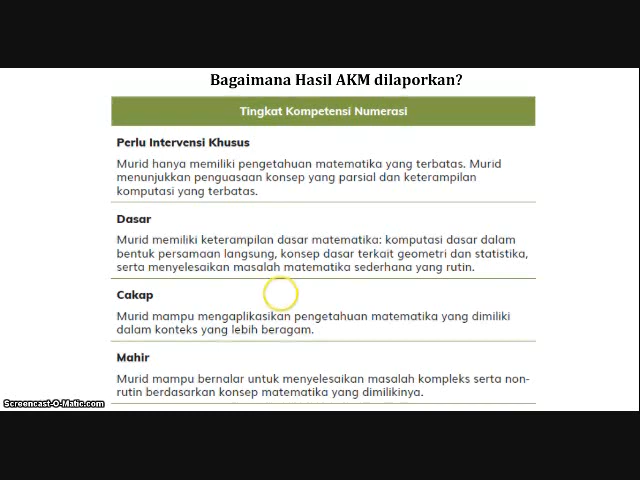 Bagaimana Hasil AKM dilaporkan?
Tingkat Kompetensi Numerasi
Perlu Intervensi Khusus
Murid hanya memiliki pengetahuan matematika yang terbatas. Murid
menunjukkan penguasaan konsep yang parsial dan keterampilan
komputasi yang terbatas.
Dasar
Murid memiliki keterampilan dasar matematika: komputasi dasar dalam
bentuk persamaan langsung, konsep dasar terkait geometri dan statistika,
serta menyelesaikan masalah matematika sederhana yang rutin.
Cakap
Murid mampu mengaplikasikan pengetahuan matematika yang dimiliki
dalam konteks yang lebih beragam.
Mahir
Murid mampu bernalar untuk menyelesaikan masalah kompleks serta non-
rutin berdasarkan konsep matematika yang dimilikinya.
Screencast-O-Matic.com